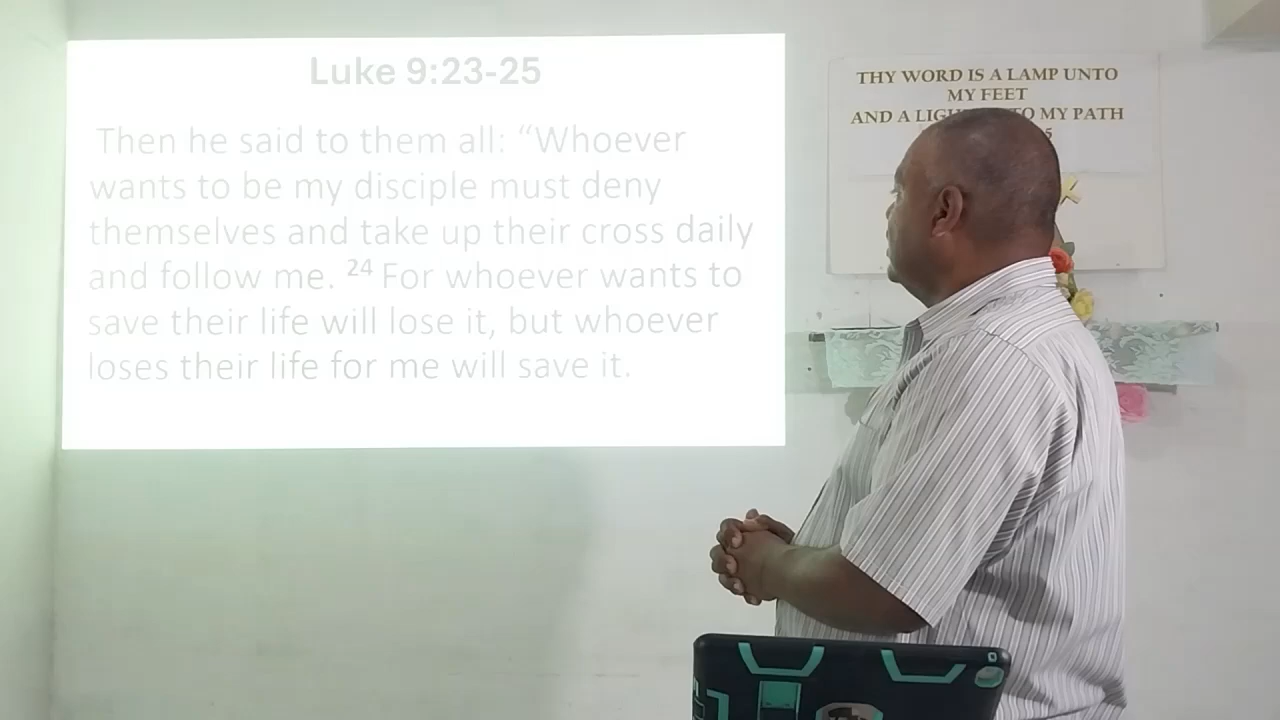 Luke 9:23-25
Then he said to them all: “Whoever
wants to be my disciple must deny
themselves and take up their cross daily
and follow me. ²⁴ For whoever wants to
save their life will lose it, but whoever
loses their life for me will save it.
THY WORD IS A LAMP UNTO
MY FEET
AND A MY PATH
5